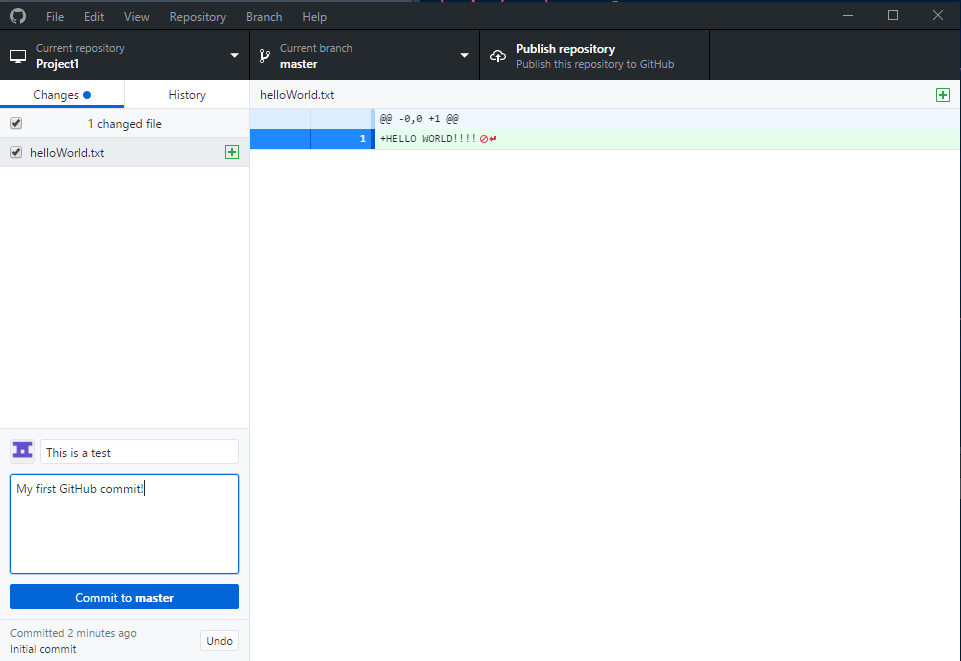 File Edit View Repository Branch Help
Current repository
Project1
Current branch
master
Publish repository
Publish this repository to GitHub
Changes
History
helloWorld.txt
1 changed file
helloWorld.txt
@@ -0,0 +1 @@
1 +HELLO WORLD!!!!
This is a test
My first GitHub commit!
Commit to master
Committed 2 minutes ago
Initial commit
Undo